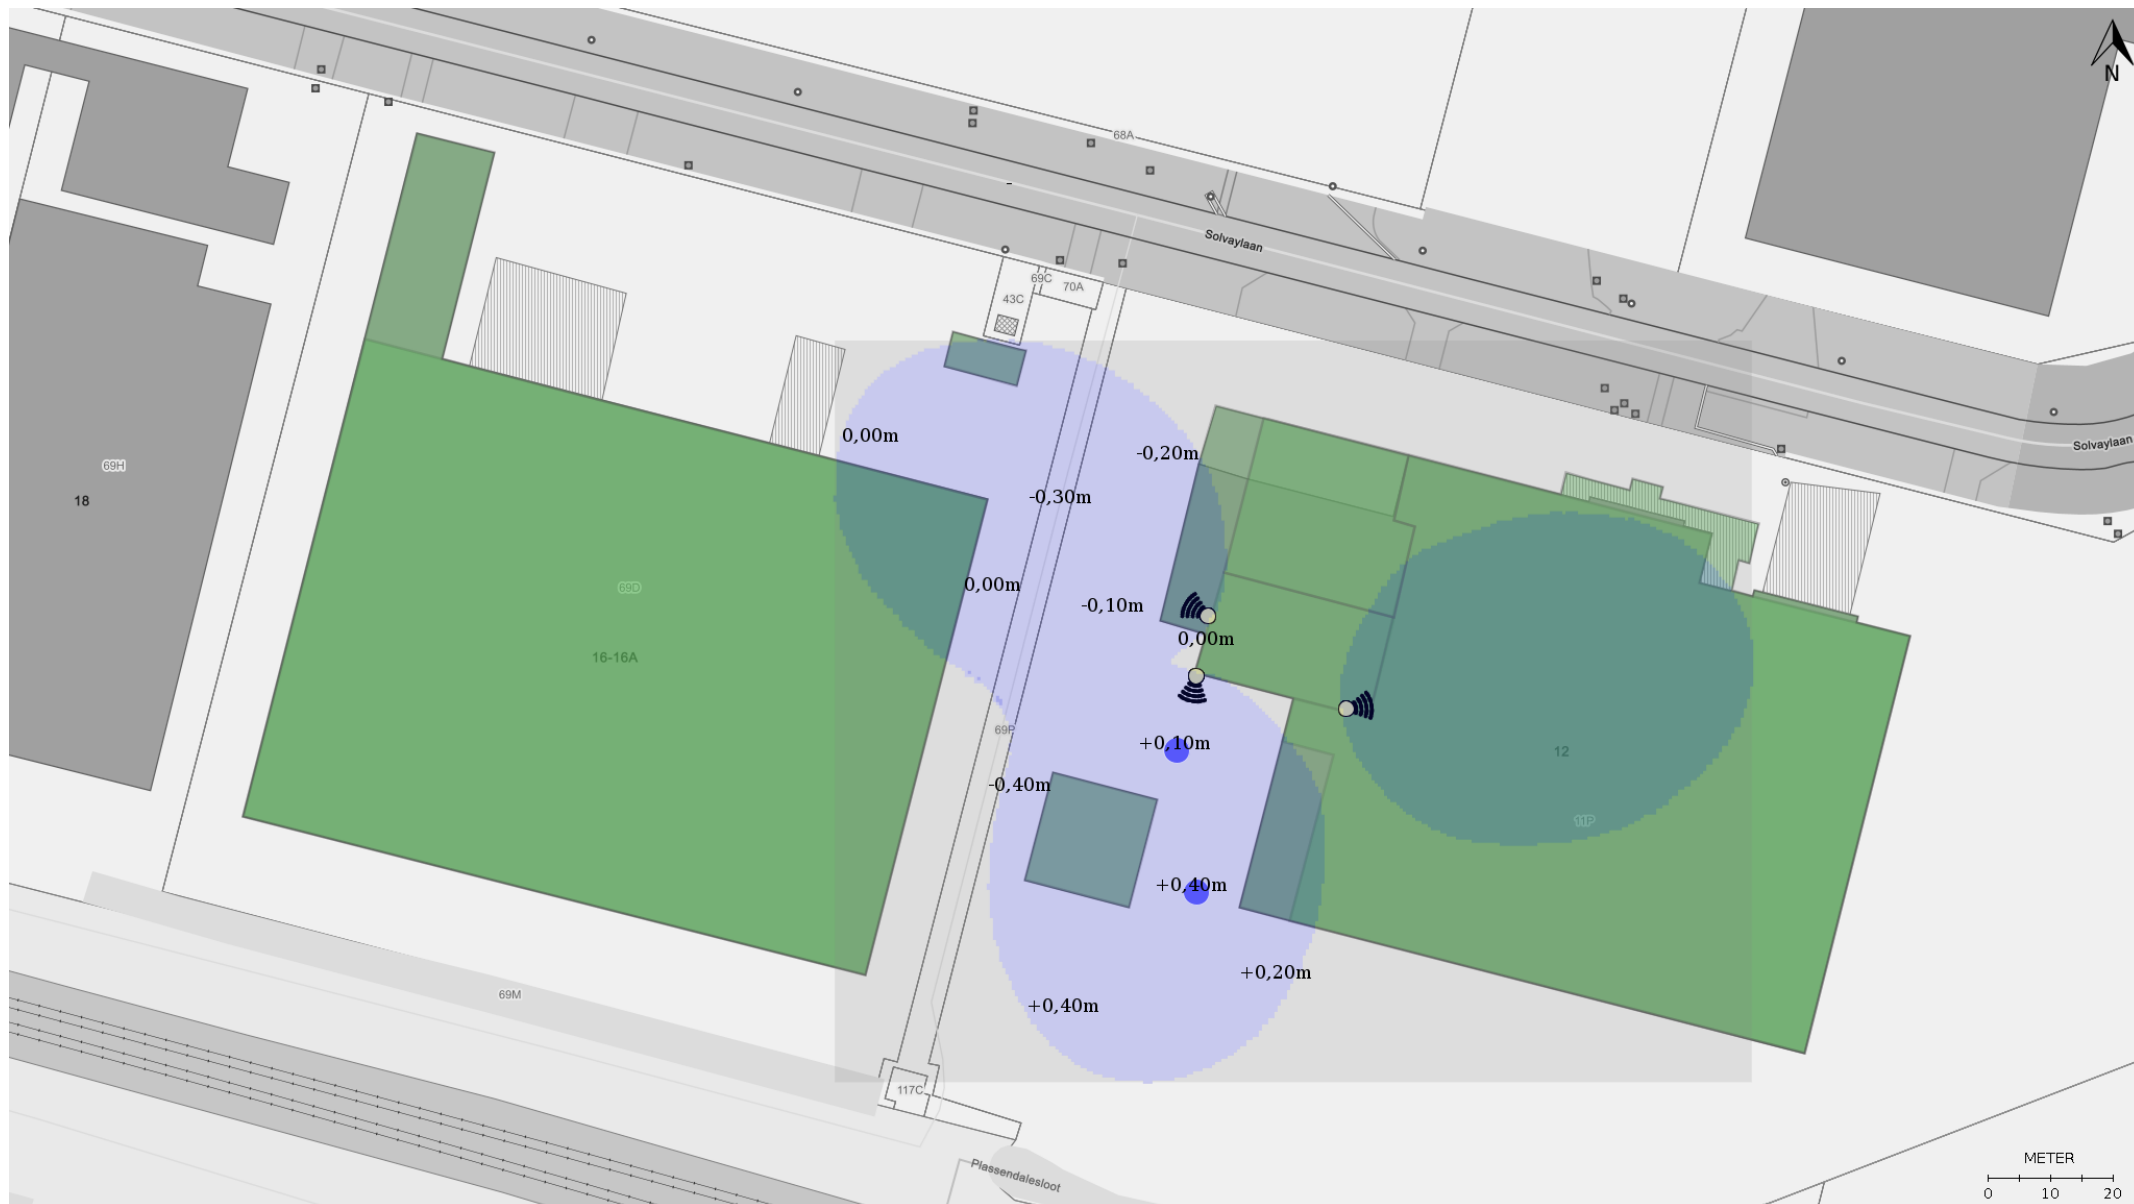 N
68A
Solvaylaan
69C
70A
43C
0,00m
-0,20m
Solvaylaan
69H
-0,30m
18
69D
0,00m
-0,10m
0,00m
16-16A
69P
+0,10m
12
-0,40m
11P
+0,40m
+0,20m
69M
+0,40m
117C
METER
Plassendalesloot
0 10 20